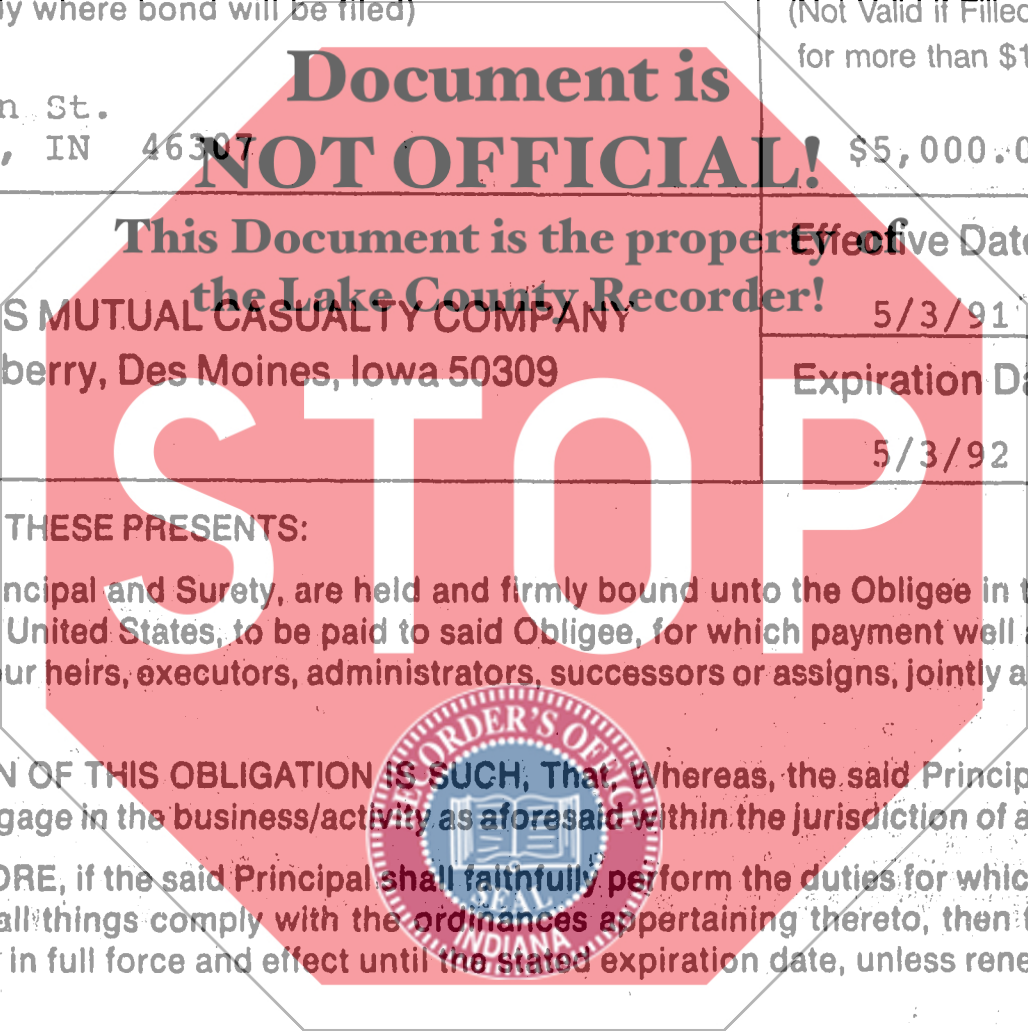 ly where bond will be filed)
(Not Valid if Filled
for more than $1
Document is
NOT OFFICIAL!
This Document is the property of
the Lake County Recorder!
n St.
, IN 46307
$5,000.0
Effective Date
S MUTUAL CASUALTY COMPANY
5/3/91
berry, Des Moines, Iowa 50309
Expiration Da
5/3/92
STOP
THESE PRESENTS:
ncipal and Surety, are held and firmly bound unto the Obligee in t
United States, to be paid to said Obligee, for which payment well
ur heirs, executors, administrators, successors or assigns, jointly a
N OF THIS OBLIGATION IS SUCH, That, Whereas, the said Princip
gage in the business/activity as aforesaid within the jurisdiction of a
ORE, if the said Principal shall faithfully perform the duties for whic
all things comply with the ordinances appertaining thereto, then
in full force and effect until the stated expiration date, unless rene
RECORDER'S OFFICE
SEAL
INDIANA